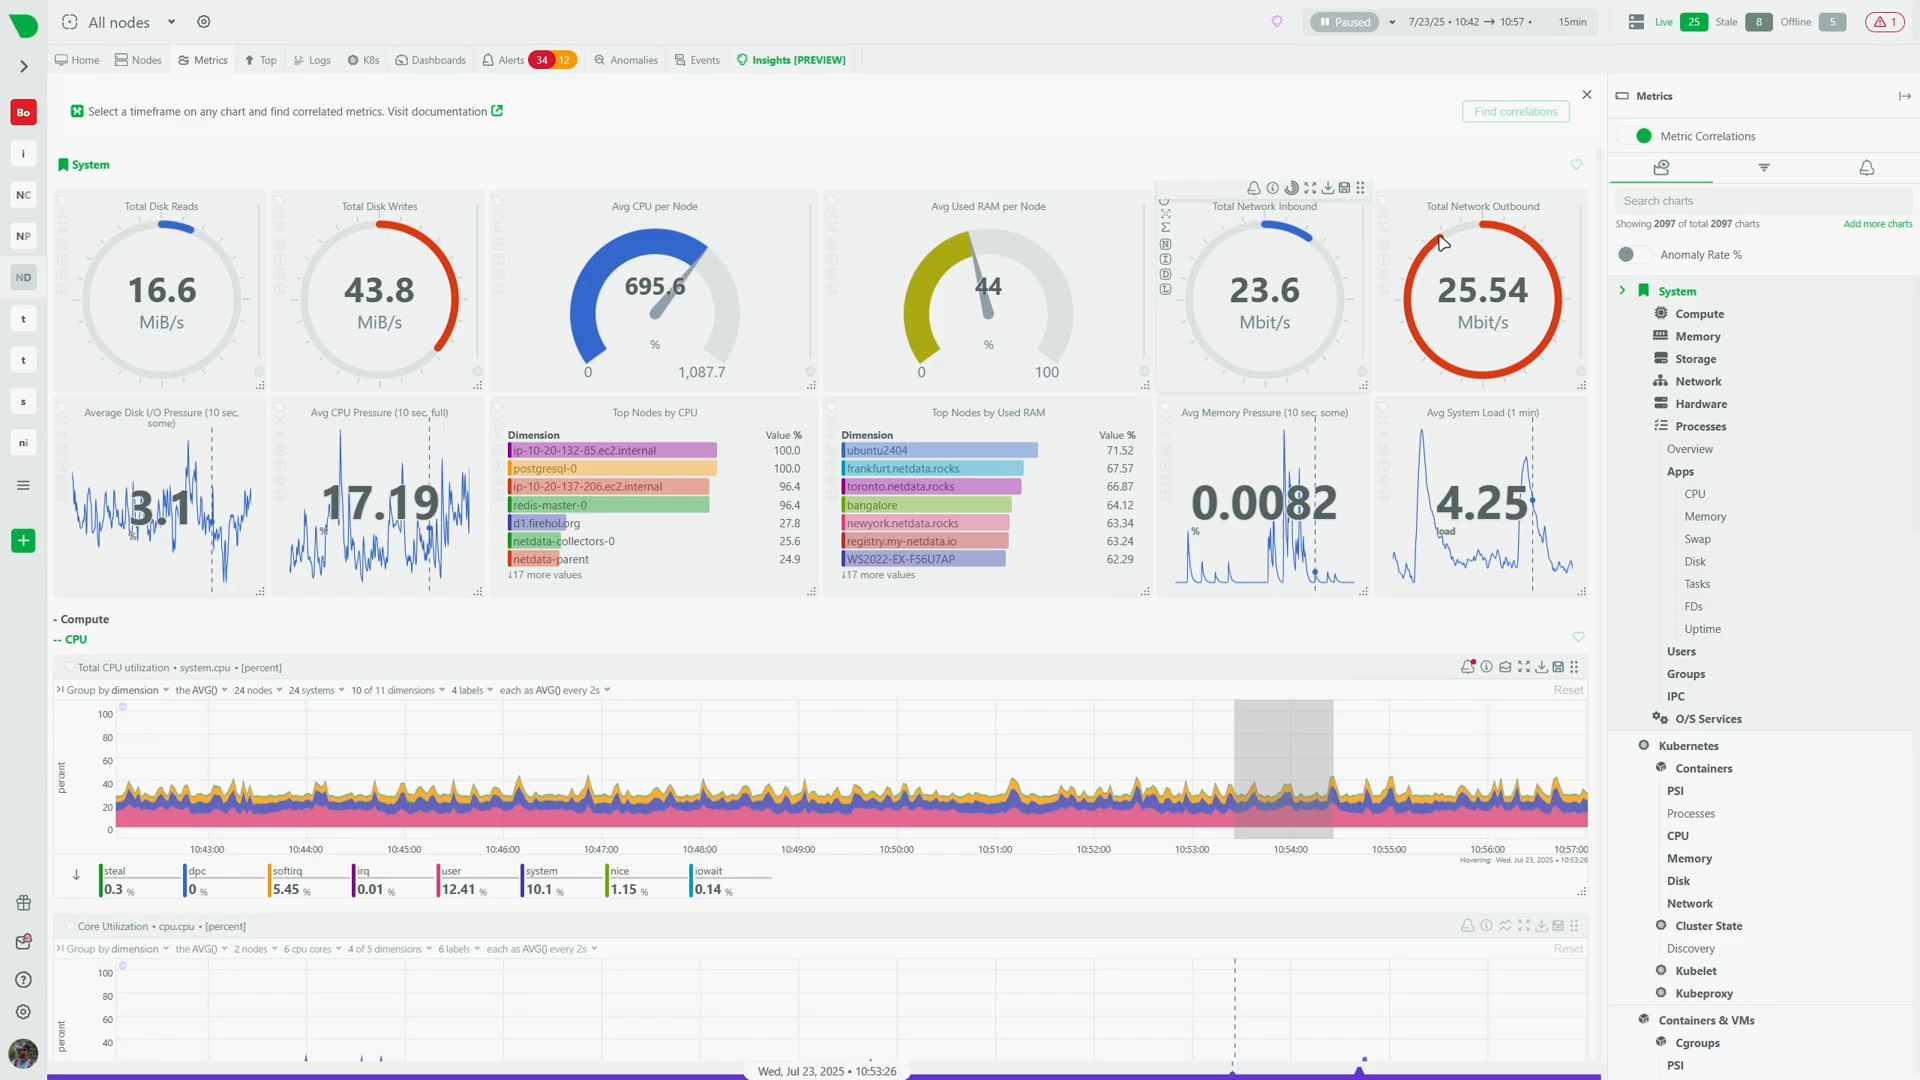 All nodes
Paused
7/23/25 • 10:42 → 10:57 •
15min
Live 25 Stale 8 Offline 5
1
Home Nodes Metrics Top Logs K8s Dashboards Alerts 34 12 Anomalies Events Insights [PREVIEW]
Bo
i
NC
NP
ND
t
t
s
ni
Select a timeframe on any chart and find correlated metrics. Visit documentation
Find correlations
System
Total Disk Reads
16.6
MiB/s
Total Disk Writes
43.8
MiB/s
Avg CPU per Node
695.6
%
0 1,087.7
Avg Used RAM per Node
44
%
0 100
Total Network Inbound
N
I
D
L
23.6
Mbit/s
Total Network Outbound
25.54
Mbit/s
Average Disk I/O Pressure (10 sec,
some)
3.1
%
Avg CPU Pressure (10 sec, full)
17.19
%
Top Nodes by CPU
Dimension Value %
ip-10-20-132-85.ec2.internal 100.0
postgresql-0 100.0
ip-10-20-137-206.ec2.internal 96.4
redis-master-0 96.4
d1.firehol.org 27.8
netdata-collectors-0 25.6
netdata-parent 24.9
↓17 more values
Top Nodes by Used RAM
Dimension Value %
ubuntu2404 71.52
frankfurt.netdata.rocks 67.57
toronto.netdata.rocks 66.87
bangalore 64.12
newyork.netdata.rocks 63.34
registry.my-netdata.io 63.24
WS2022-EX-F56U7AP 62.29
↓17 more values
Avg Memory Pressure (10 sec, some)
0.0082
%
Avg System Load (1 min)
4.25
load
- Compute
-- CPU
Total CPU utilization • system.cpu • [percent]
Group by dimension the AVG() 24 nodes 24 systems 10 of 11 dimensions 4 labels each as AVG() every 2s
Reset
percent
100
80
60
40
20
0
10:43:00 10:44:00 10:45:00 10:46:00 10:47:00 10:48:00 10:49:00 10:50:00 10:51:00 10:52:00 10:53:00 10:54:00 10:55:00 10:56:00 10:57:00
Hovering: Wed, Jul 23, 2025 • 10:53:26
steal dpc softirq irq user system nice iowait
0.3 % 0 % 5.45 % 0.01 % 12.41 % 10.1 % 1.15 % 0.14 %
Core Utilization • cpu.cpu • [percent]
Group by dimension the AVG() 2 nodes 6 cpu cores 4 of 5 dimensions 6 labels each as AVG() every 2s
Reset
percent
100
80
60
40
Wed, Jul 23, 2025 • 10:53:26
Metrics
Metric Correlations
Search charts
Showing 2097 of total 2097 charts
Add more charts
Anomaly Rate %
System
Compute
Memory
Storage
Network
Hardware
Processes
Overview
Apps
CPU
Memory
Swap
Disk
Tasks
FDs
Uptime
Users
Groups
IPC
O/S Services
Kubernetes
Containers
PSI
Processes
CPU
Memory
Disk
Network
Cluster State
Discovery
Kubelet
Kubeproxy
Containers & VMs
Cgroups
PSI